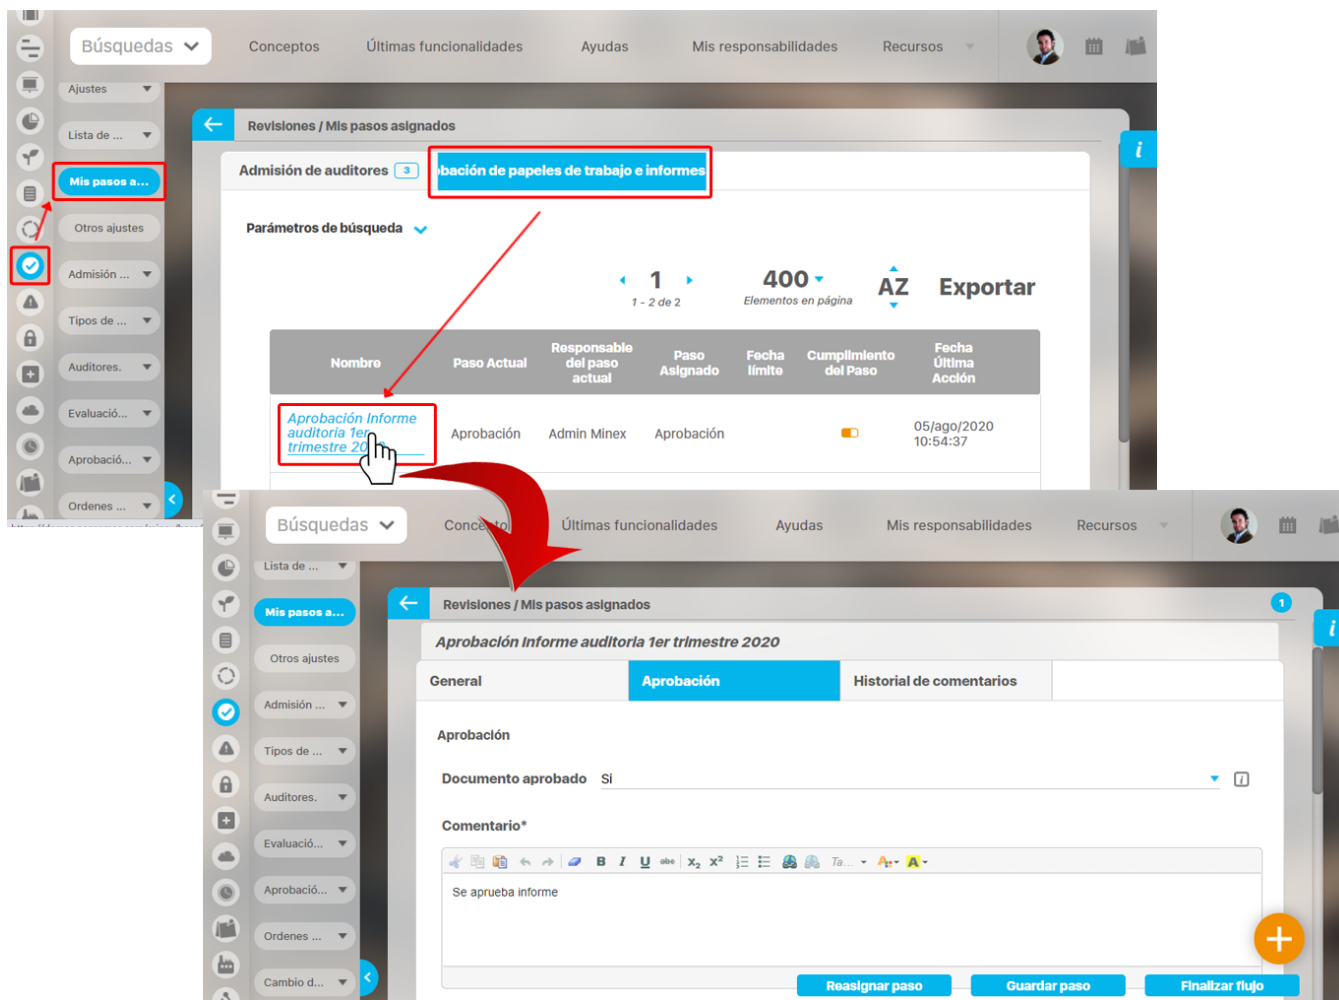 Búsquedas
Conceptos
Últimas funcionalidades
Ayudas
Mis responsabilidades
Recursos
Ajustes
Lista de ...
Mis pasos a...
Otros ajustes
Admisión ...
Tipos de ...
Auditores.
Evaluació...
Aprobació...
Ordenes ...
Revisiones / Mis pasos asignados
i
Admisión de auditores 3
bación de papeles de trabajo e informes
Parámetros de búsqueda
1
1 - 2 de 2
400
Elementos en página
AZ
Exportar
Nombre
Paso Actual
Responsable
del paso
actual
Paso
Asignado
Fecha
límite
Cumplimiento
del Paso
Fecha
Última
Acción
Aprobación Informe
auditoria 1er
trimestre 20
Aprobación
Admin Minex
Aprobación
05/ago/2020
10:54:37
Búsquedas
Últimas funcionalidades
Ayudas
Mis responsabilidades
Recursos
Lista de ...
Mis pasos a...
Otros ajustes
Admisión ...
Tipos de ...
Auditores.
Evaluació...
Aprobació...
Ordenes ...
Cambio d...
Revisiones / Mis pasos asignados
1
i
Aprobación Informe auditoria 1er trimestre 2020
General
Aprobación
Historial de comentarios
Aprobación
Documento aprobado Si
i
Comentario*
B I U abc x₂ x² Ta... A A
Se aprueba informe
Reasignar paso
Guardar paso
Finalizar flujo